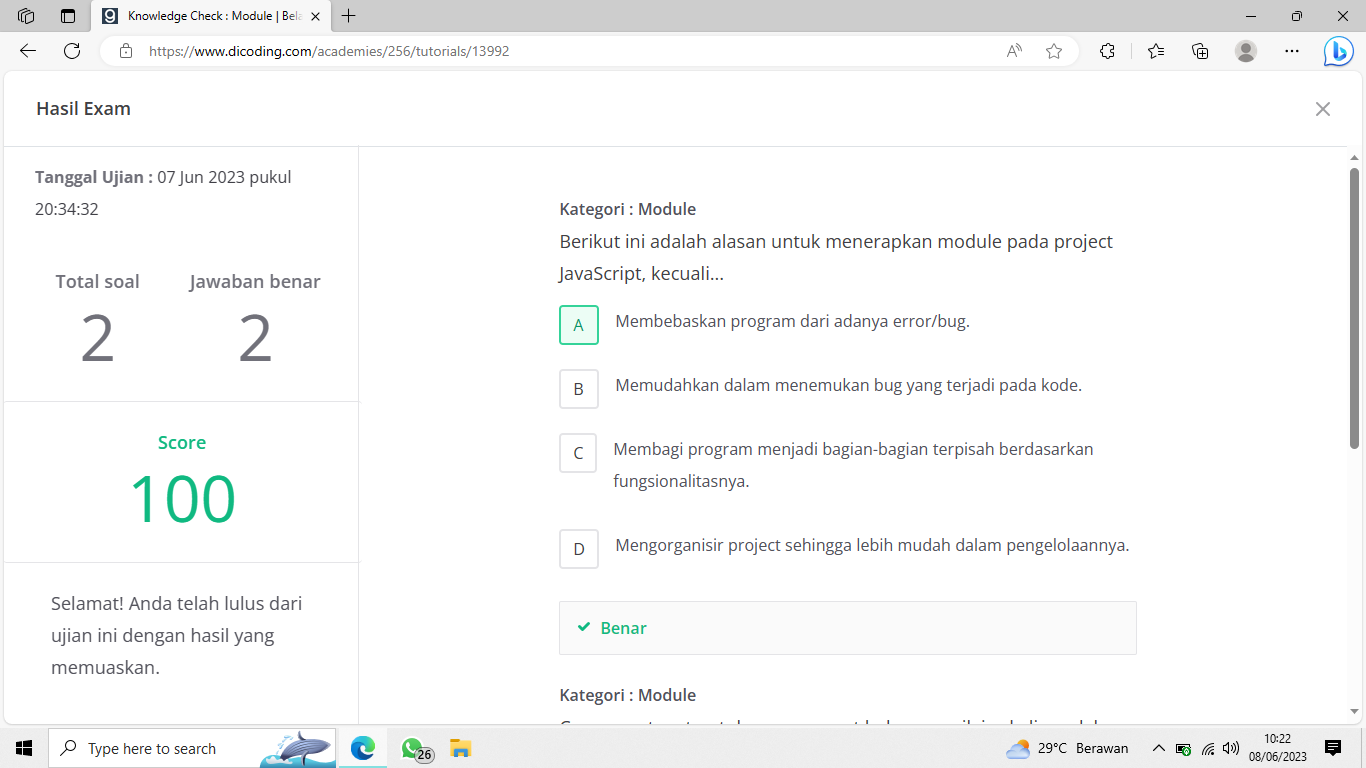 Knowledge Check : Module | Bela
https://www.dicoding.com/academies/256/tutorials/13992
Hasil Exam
Tanggal Ujian : 07 Jun 2023 pukul
20:34:32
Total soal
Jawaban benar
2
2
Score
100
Selamat! Anda telah lulus dari
ujian ini dengan hasil yang
memuaskan.
Kategori : Module
Berikut ini adalah alasan untuk menerapkan module pada project
JavaScript, kecuali...
A Membebaskan program dari adanya error/bug.
B Memudahkan dalam menemukan bug yang terjadi pada kode.
C Membagi program menjadi bagian-bagian terpisah berdasarkan
fungsionalitasnya.
D Mengorganisir project sehingga lebih mudah dalam pengelolaannya.
Benar
Kategori : Module
Type here to search
26
29°C Berawan
10:22
08/06/2023